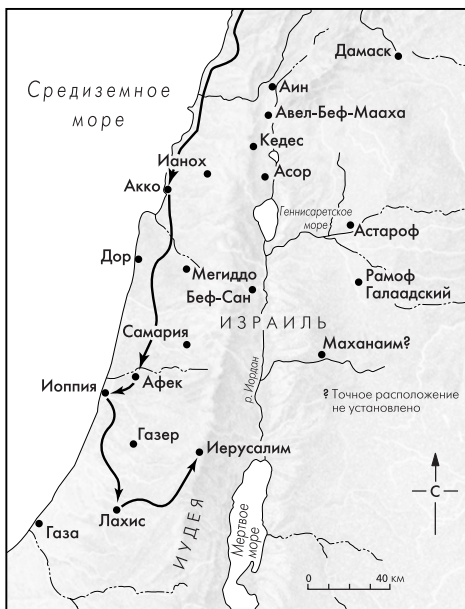 Дамаск
Средиземное
море
Аин
Авел-Беф-Мааха
Кедес
Ианох
Асор
Акко
Геннисаретское
море
Астароф
Дор
Мегиддо
Рамоф
Галаадский
Беф-Сан
ИЗРАИЛЬ
Самария
Маханаим?
р. Иордан
Афек
Иоппия
? Точное расположение
не установлено
Газер
Иерусалим
ИУДЕЯ
Лахис
Мертвое
море
Газа
С
0 40 км